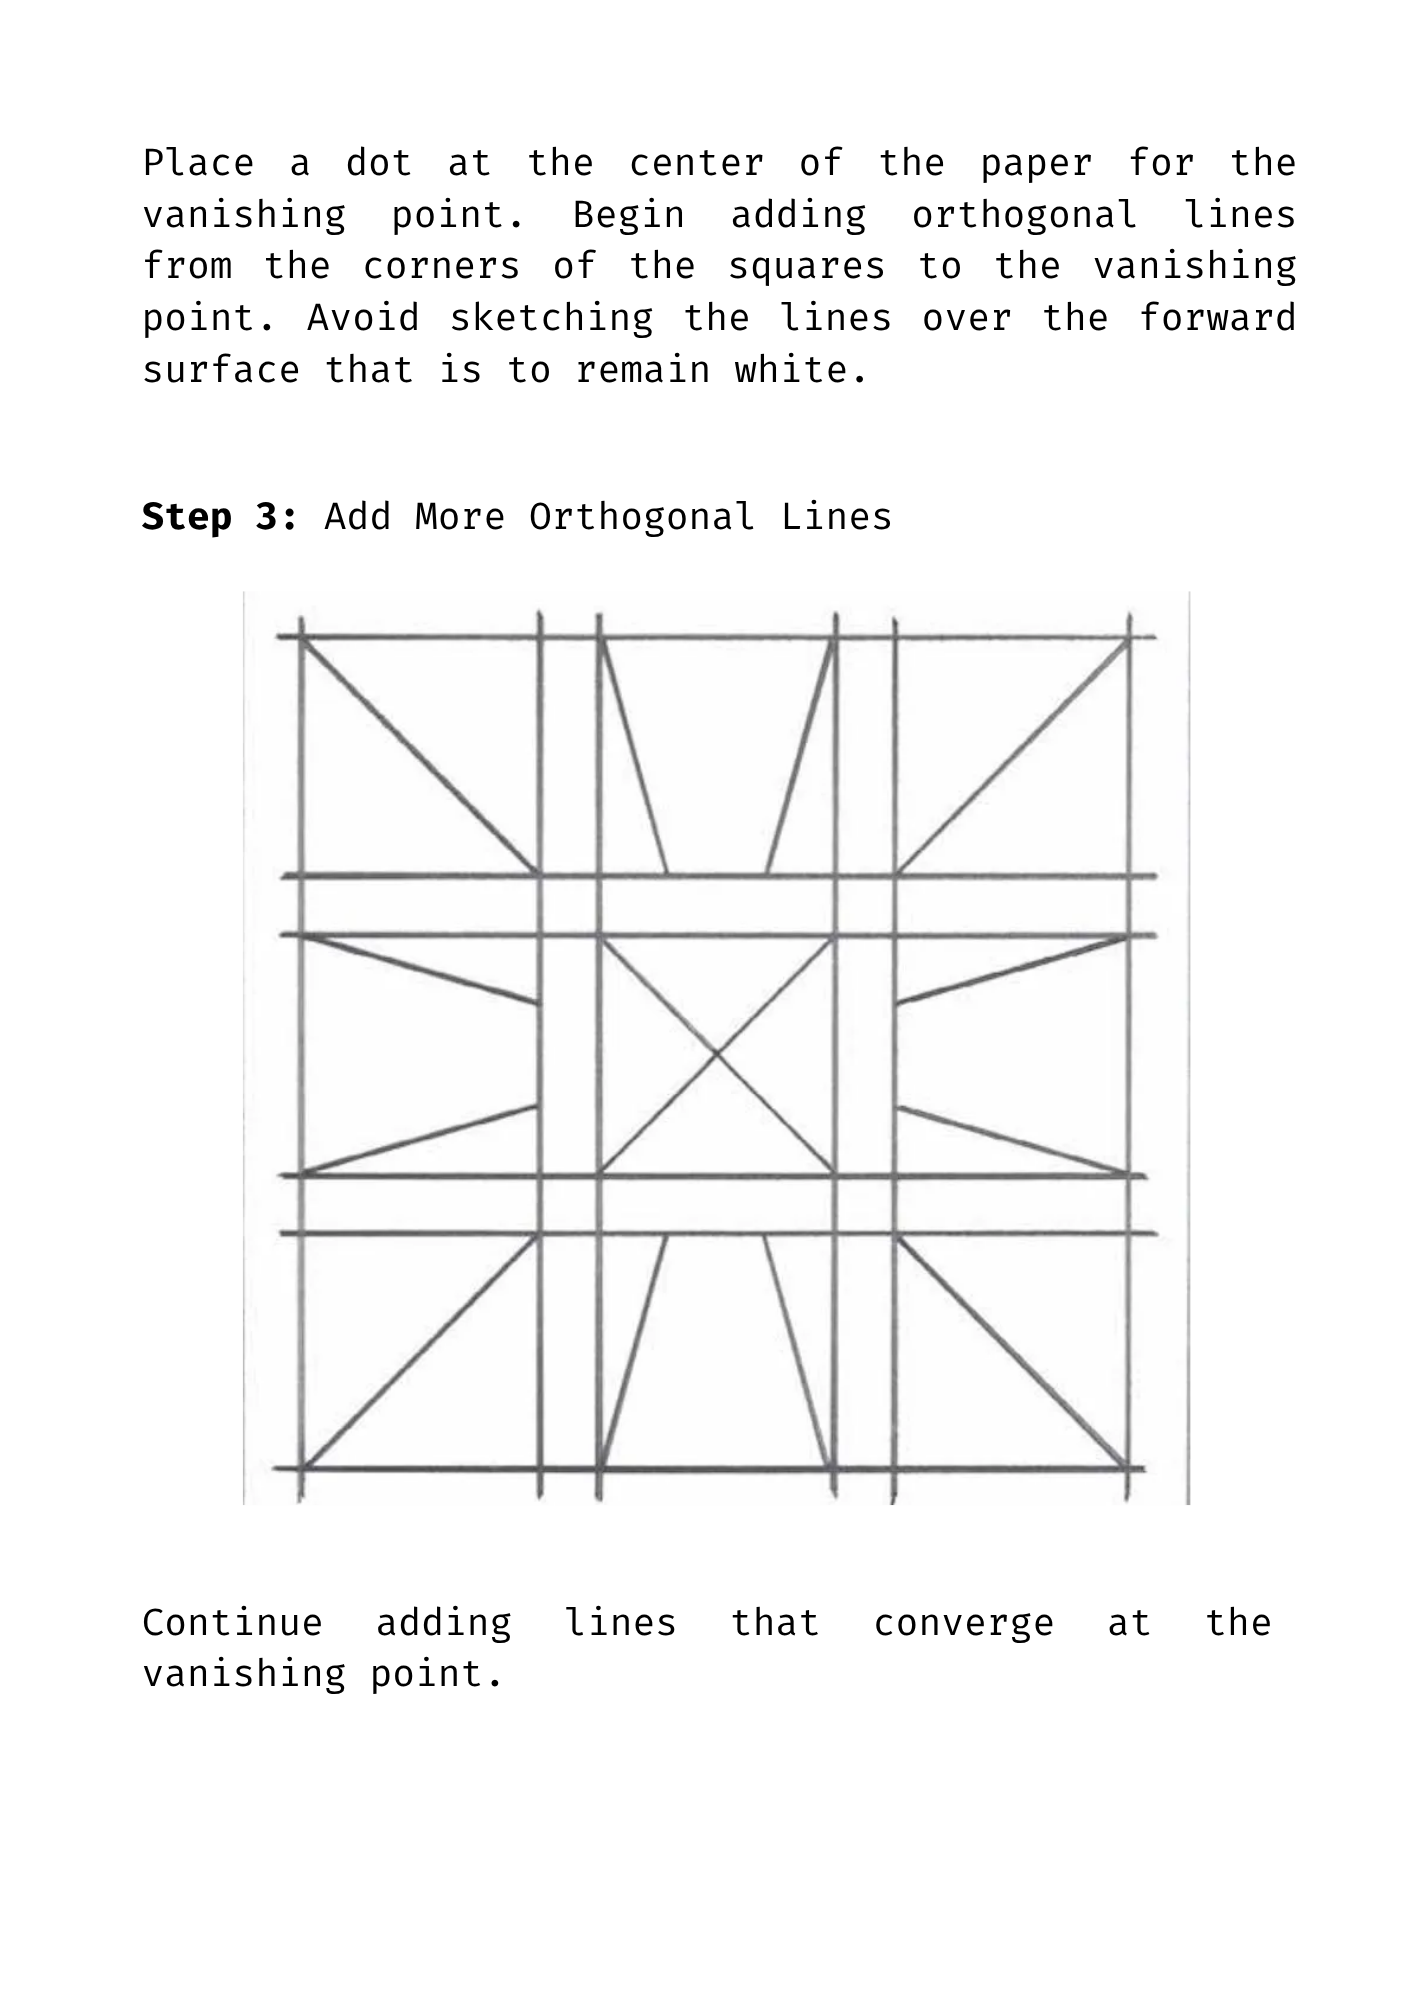 Place a dot at the center of the paper for the
vanishing point. Begin adding orthogonal lines
from the corners of the squares to the vanishing
point. Avoid sketching the lines over the forward
surface that is to remain white.
Step 3: Add More Orthogonal Lines
Continue adding lines that converge at the
vanishing point.